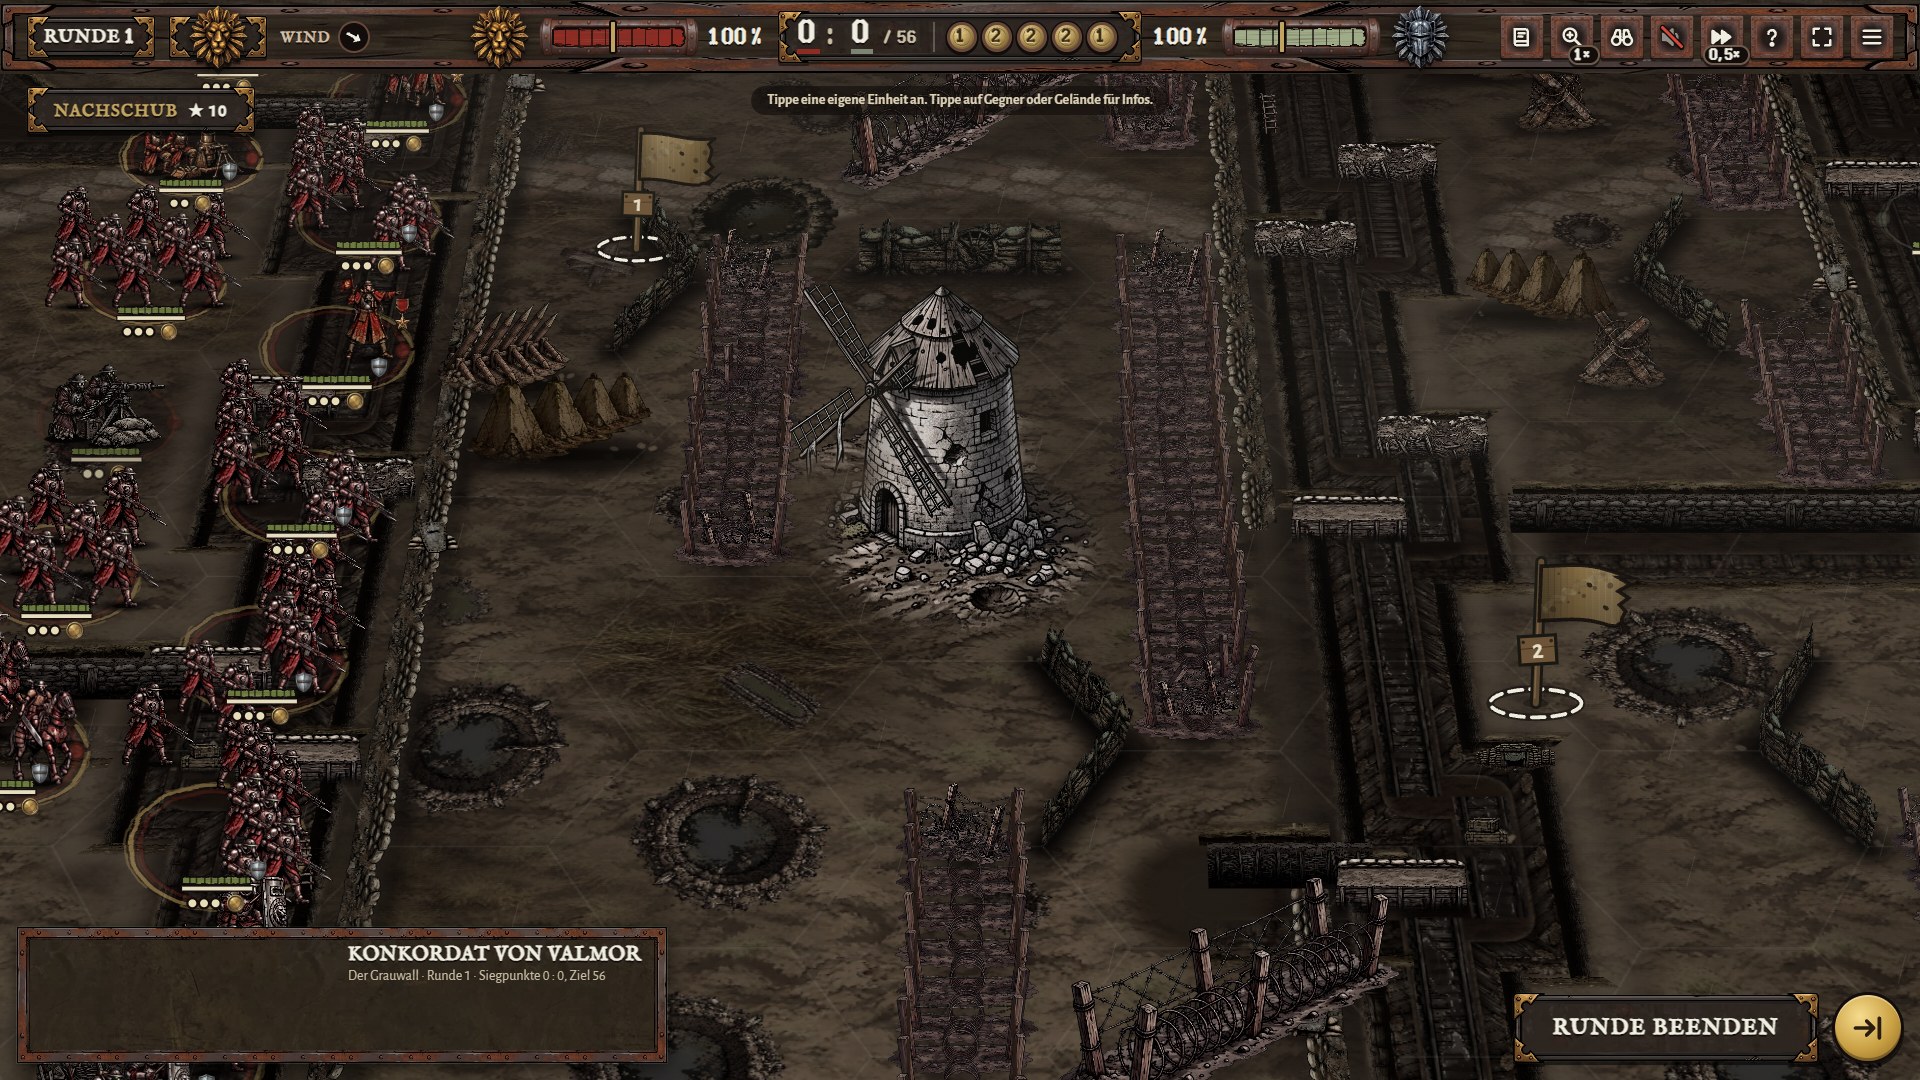 RUNDE 1
WIND
100%
0 : 0 / 56
1 2 2 2 1
100%
1×
0,5×
?
NACHSCHUB ★ 10
Tippe eine eigene Einheit an. Tippe auf Gegner oder Gelände für Infos.
1
2
KONKORDAT VON VALMOR
Der Grauwall · Runde 1 · Siegpunkte 0 : 0, Ziel 56
RUNDE BEENDEN